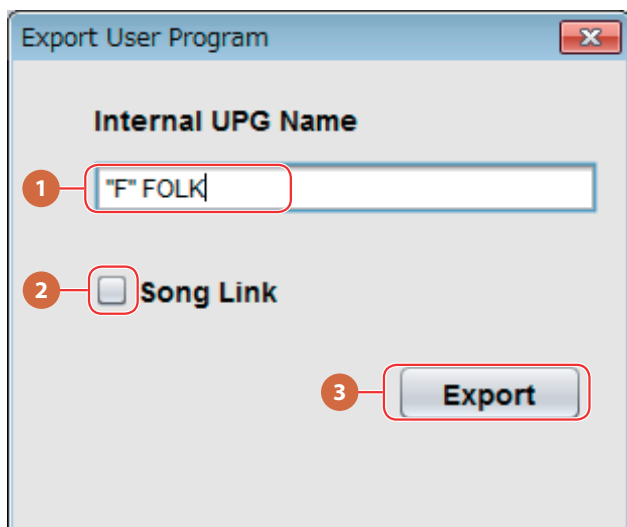 Export User Program
Internal UPG Name
1 "F" FOLK
2 Song Link
3 Export